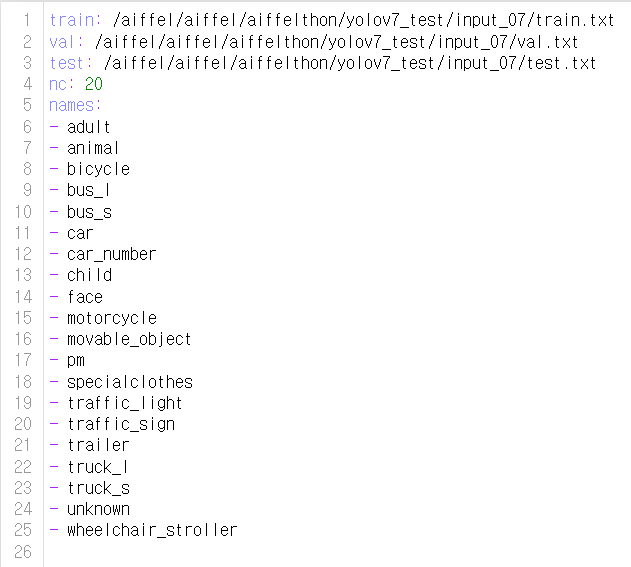 1 train: /aiffel/aiffel/aiffelthon/yolov7_test/input_07/train.txt
2 val: /aiffel/aiffel/aiffelthon/yolov7_test/input_07/val.txt
3 test: /aiffel/aiffel/aiffelthon/yolov7_test/input_07/test.txt
4 nc: 20
5 names:
6 - adult
7 - animal
8 - bicycle
9 - bus_l
10 - bus_s
11 - car
12 - car_number
13 - child
14 - face
15 - motorcycle
16 - movable_object
17 - pm
18 - specialclothes
19 - traffic_light
20 - traffic_sign
21 - trailer
22 - truck_l
23 - truck_s
24 - unknown
25 - wheelchair_stroller
26